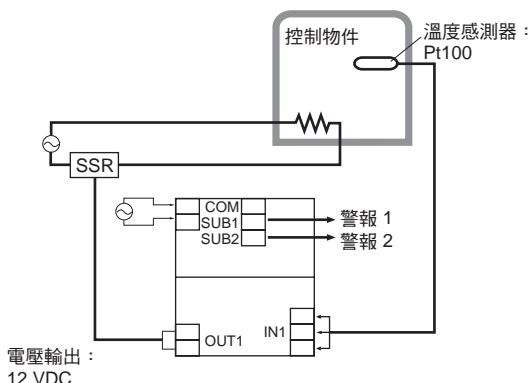 控制物件
溫度感測器：
Pt100
SSR
COM
SUB1
SUB2
警報 1
警報 2
OUT1
IN1
電壓輸出：
12 VDC